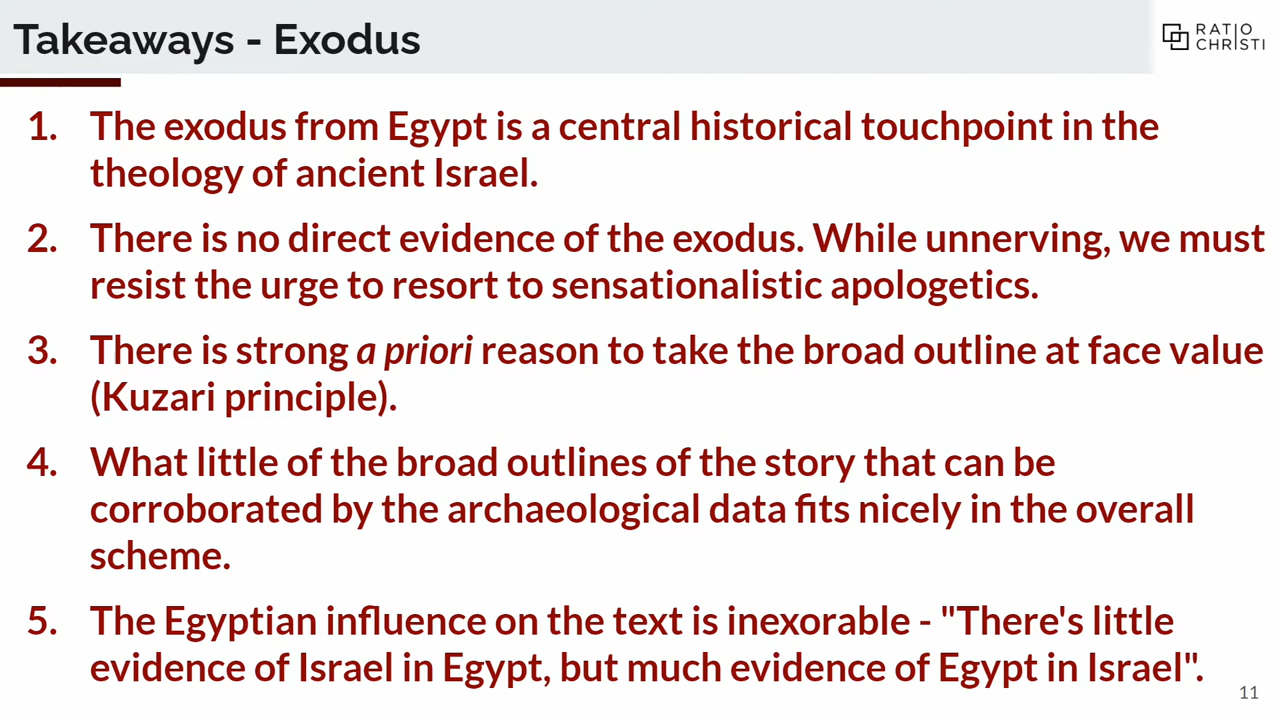 Takeaways - Exodus
RATIO
CHRISTI
1. The exodus from Egypt is a central historical touchpoint in the
theology of ancient Israel.
2. There is no direct evidence of the exodus. While unnerving, we must
resist the urge to resort to sensationalistic apologetics.
3. There is strong a priori reason to take the broad outline at face value
(Kuzari principle).
4. What little of the broad outlines of the story that can be
corroborated by the archaeological data fits nicely in the overall
scheme.
5. The Egyptian influence on the text is inexorable - "There's little
evidence of Israel in Egypt, but much evidence of Egypt in Israel".
11